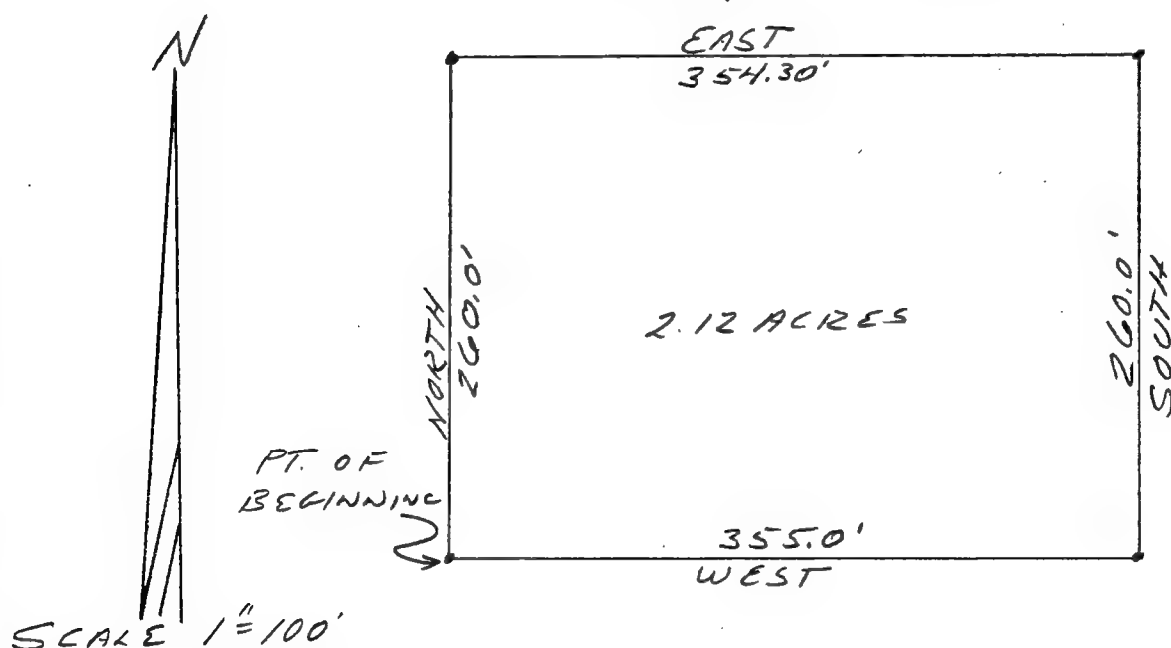 N
EAST
354.30'
NORTH
260.0'
2.12 ACRES
260.0'
SOUTH
PT. OF
BEGINNING
355.0'
WEST
SCALE 1"=100'